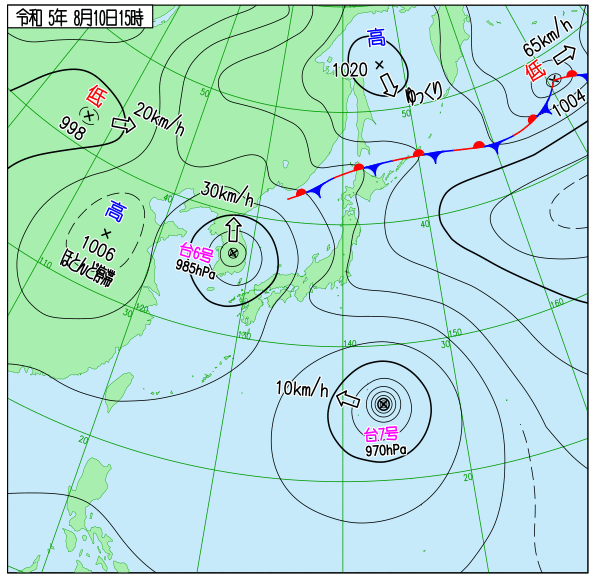 令和 5年 8月10日15時
高
1020
ゆっくり
65km/h
低
1004
低
998
20km/h
50
50
30km/h
40
高
1006
ほとんど停滞
台6号
985hPa
40
110
30
120
130
140
150
30
160
10km/h
台7号
970hPa
20
20